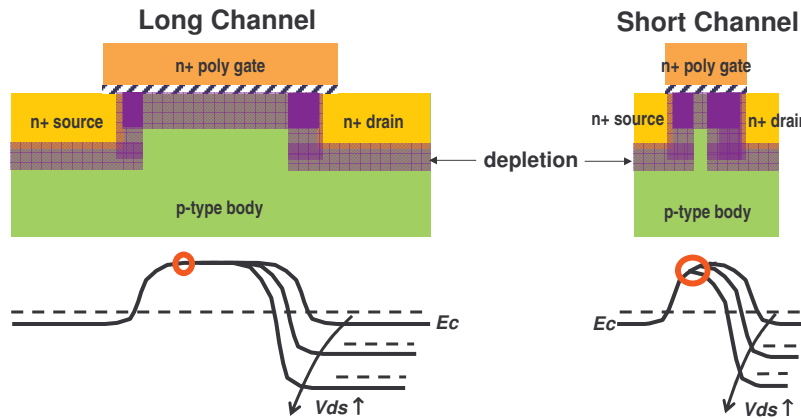 Long Channel
Short Channel
n+ poly gate
n+ poly gate
n+ source
n+ drain
n+ source
n+ drain
depletion
p-type body
p-type body
Ec
Ec
Vds ↑
Vds ↑